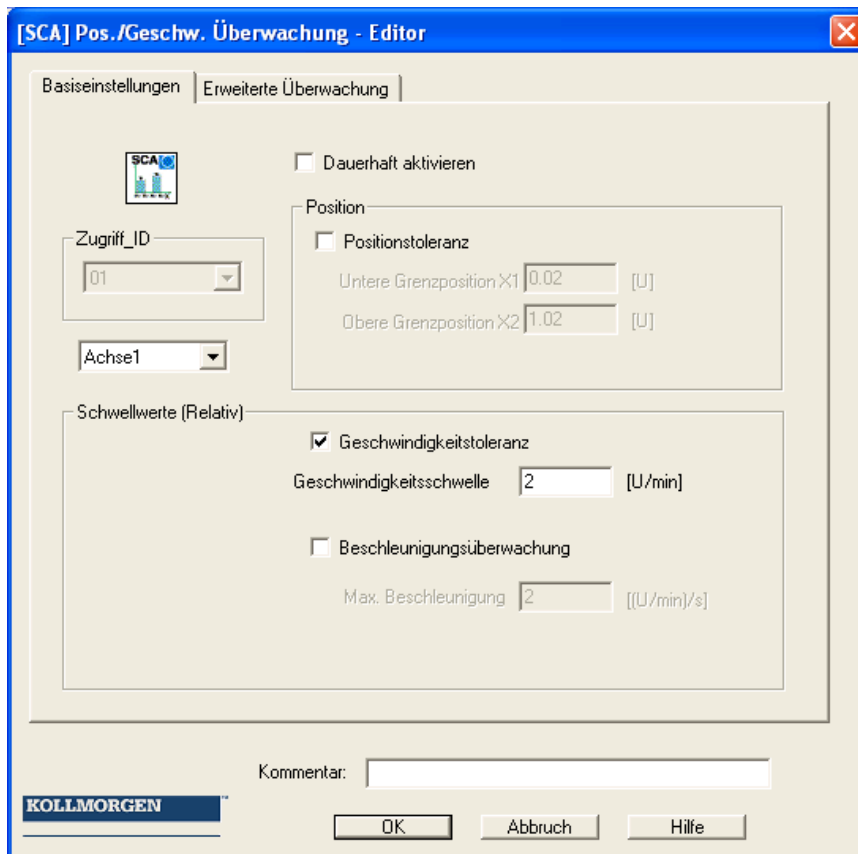 [SCA] Pos./Geschw. Überwachung - Editor
Basiseinstellungen
Erweiterte Überwachung
SCA
Dauerhaft aktivieren
Zugriff_ID
01
Achse1
Position
Positionstoleranz
Untere Grenzposition X1 0.02 [U]
Obere Grenzposition X2 1.02 [U]
Schwellwerte (Relativ)
Geschwindigkeitstoleranz
Geschwindigkeitsschwelle 2 [U/min]
Beschleunigungsüberwachung
Max. Beschleunigung 2 [(U/min)/s]
Kommentar:
KOLLMORGEN
OK
Abbruch
Hilfe